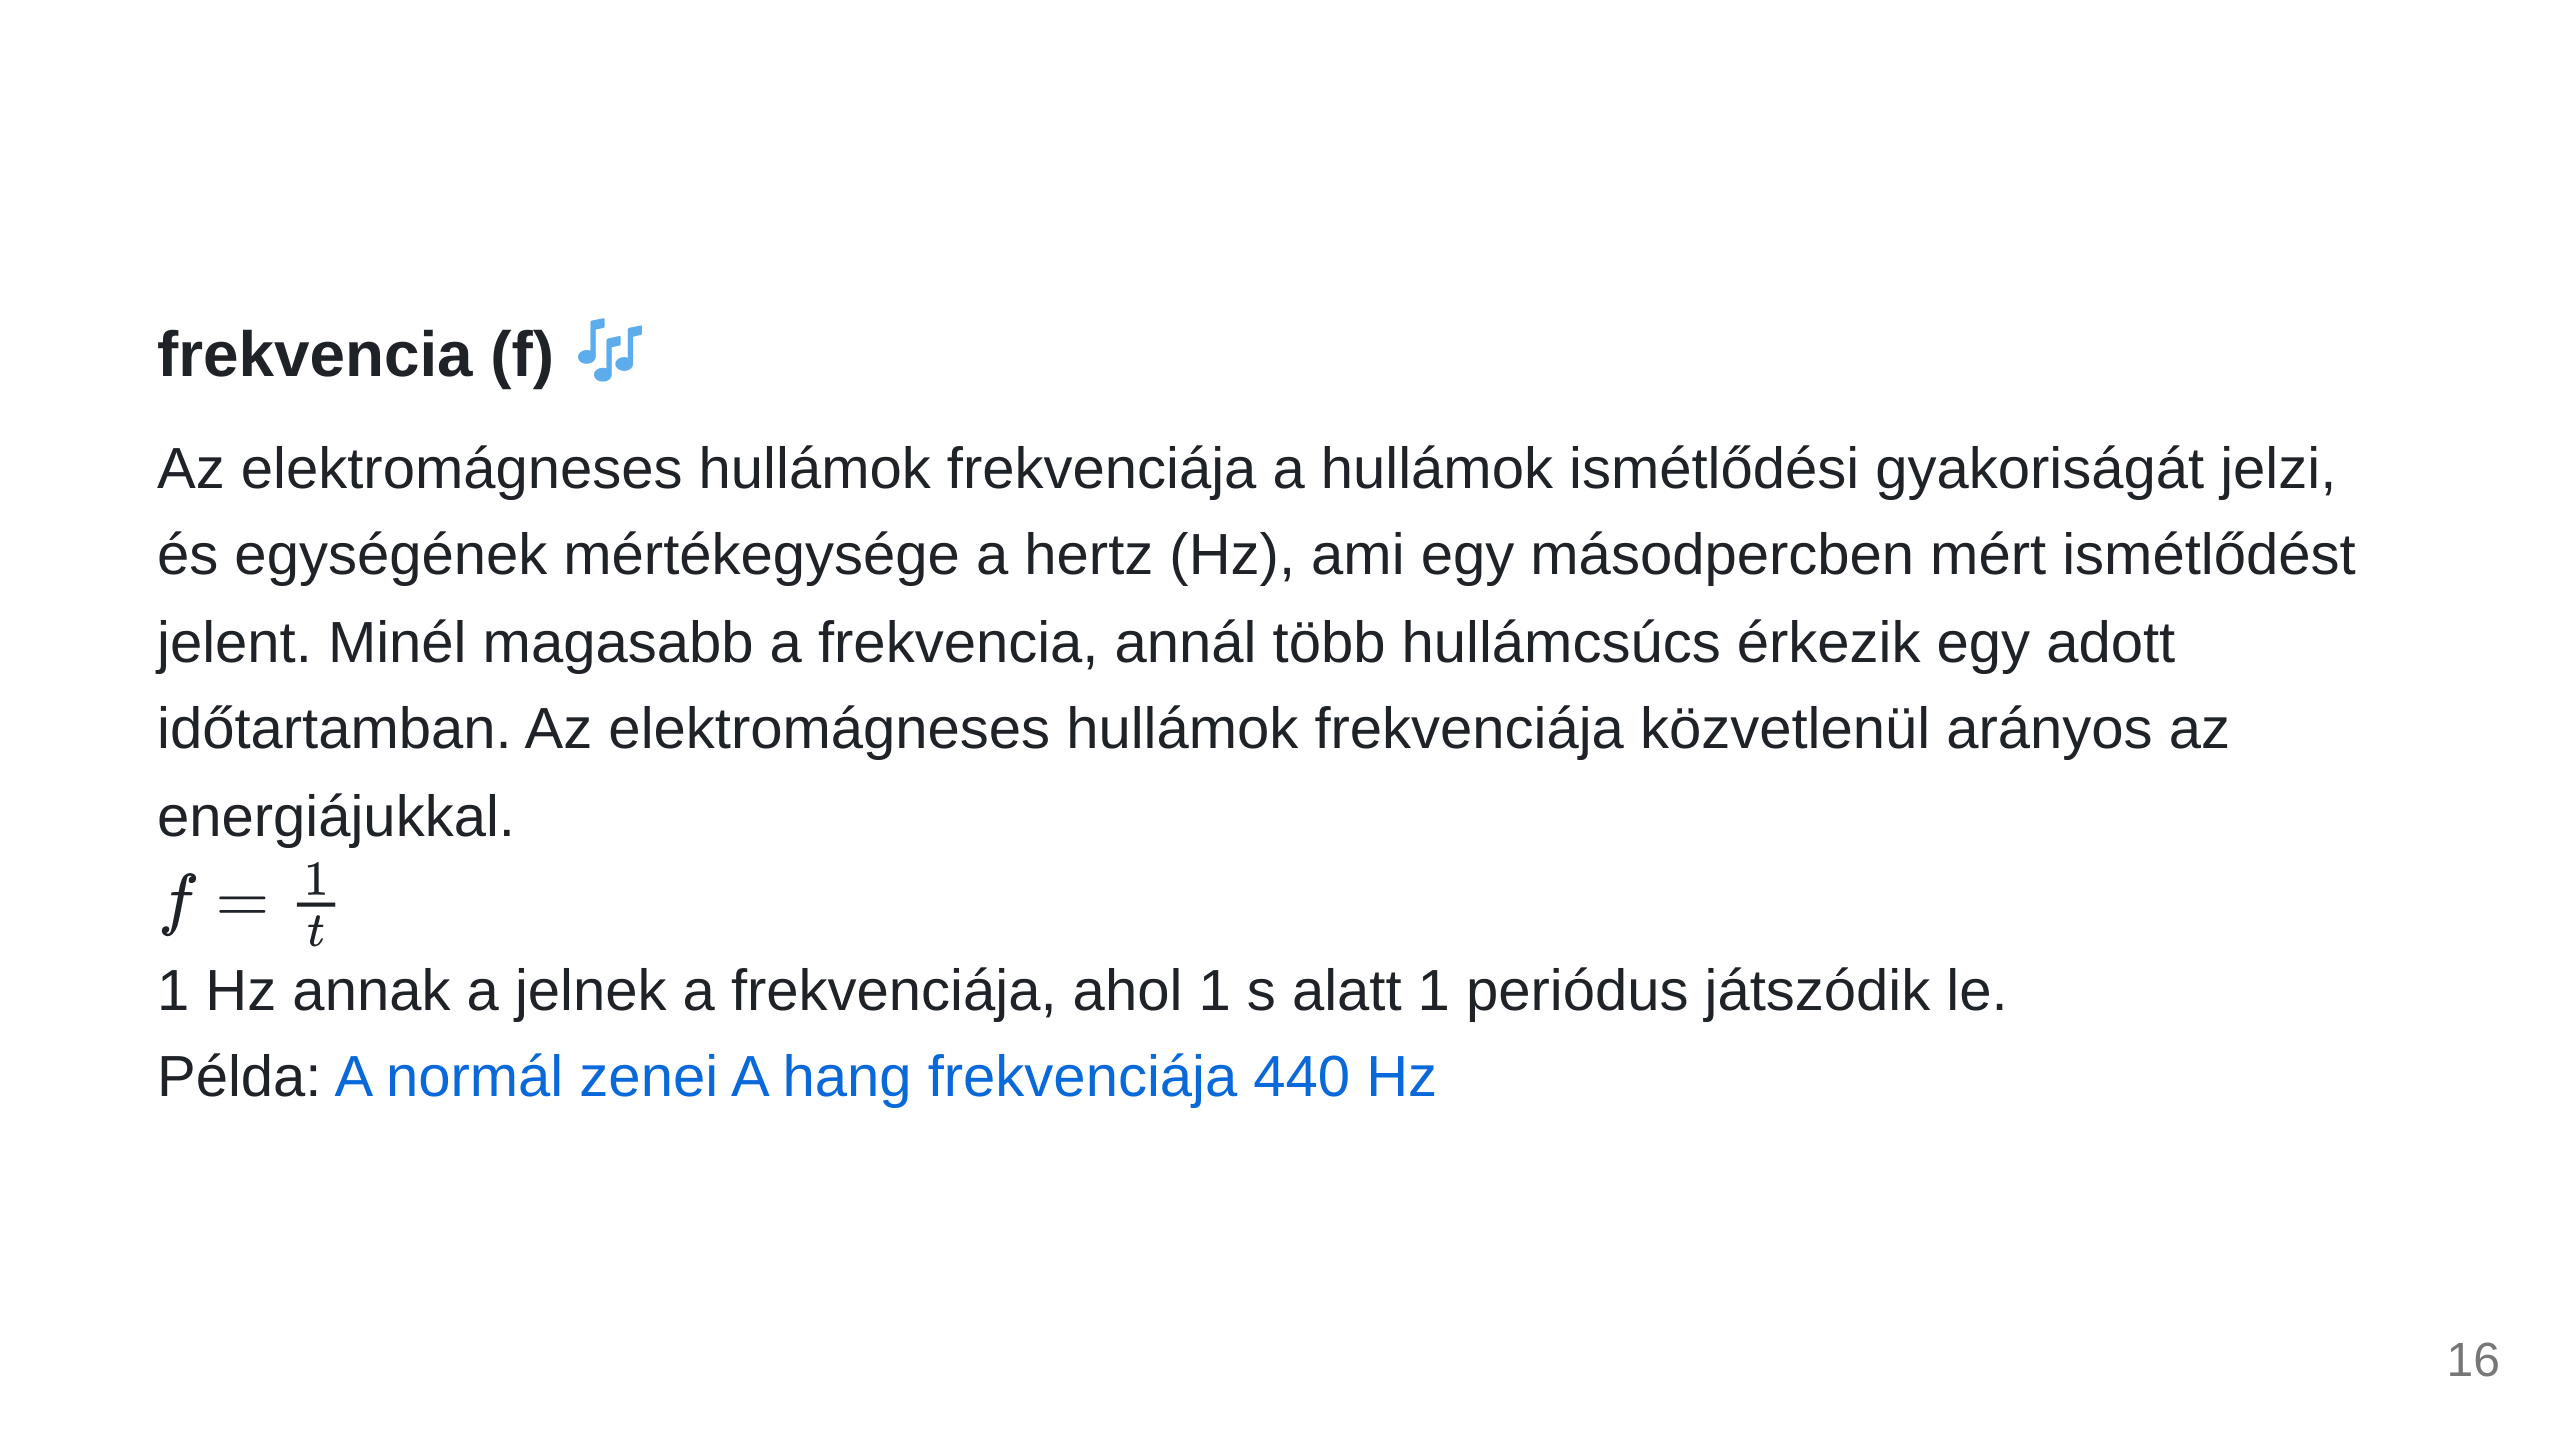 frekvencia (f) 🎶
Az elektromágneses hullámok frekvenciája a hullámok ismétlődési gyakoriságát jelzi,
és egységének mértékegysége a hertz (Hz), ami egy másodpercben mért ismétlődést
jelent. Minél magasabb a frekvencia, annál több hullámcsúcs érkezik egy adott
időtartamban. Az elektromágneses hullámok frekvenciája közvetlenül arányos az
energiájukkal.
f = 1/t
1 Hz annak a jelnek a frekvenciája, ahol 1 s alatt 1 periódus játszódik le.
Példa: A normál zenei A hang frekvenciája 440 Hz
16